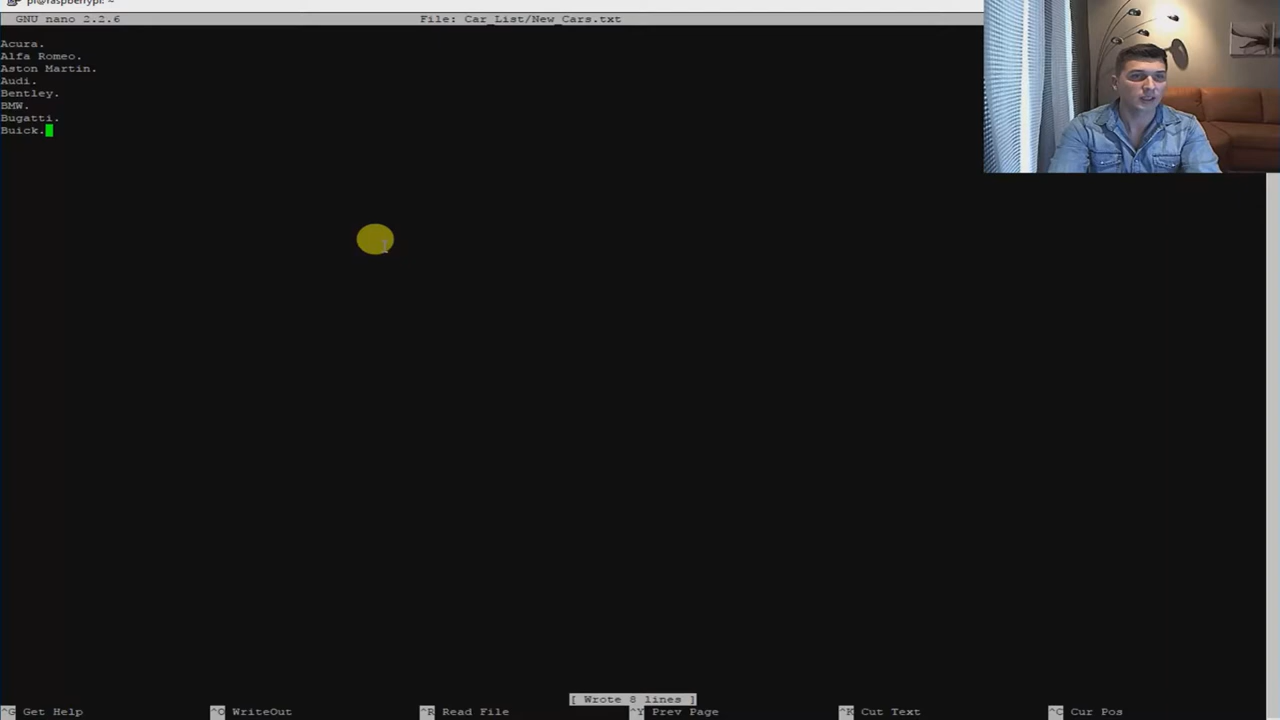 pi@raspberrypi: ~
GNU nano 2.2.6 File: Car_List/New_Cars.txt
Acura.
Alfa Romeo.
Aston Martin.
Audi.
Bentley.
BMW.
Bugatti.
Buick.
[ Wrote 8 lines ]
^G Get Help ^O WriteOut ^R Read File ^Y Prev Page ^K Cut Text ^C Cur Pos